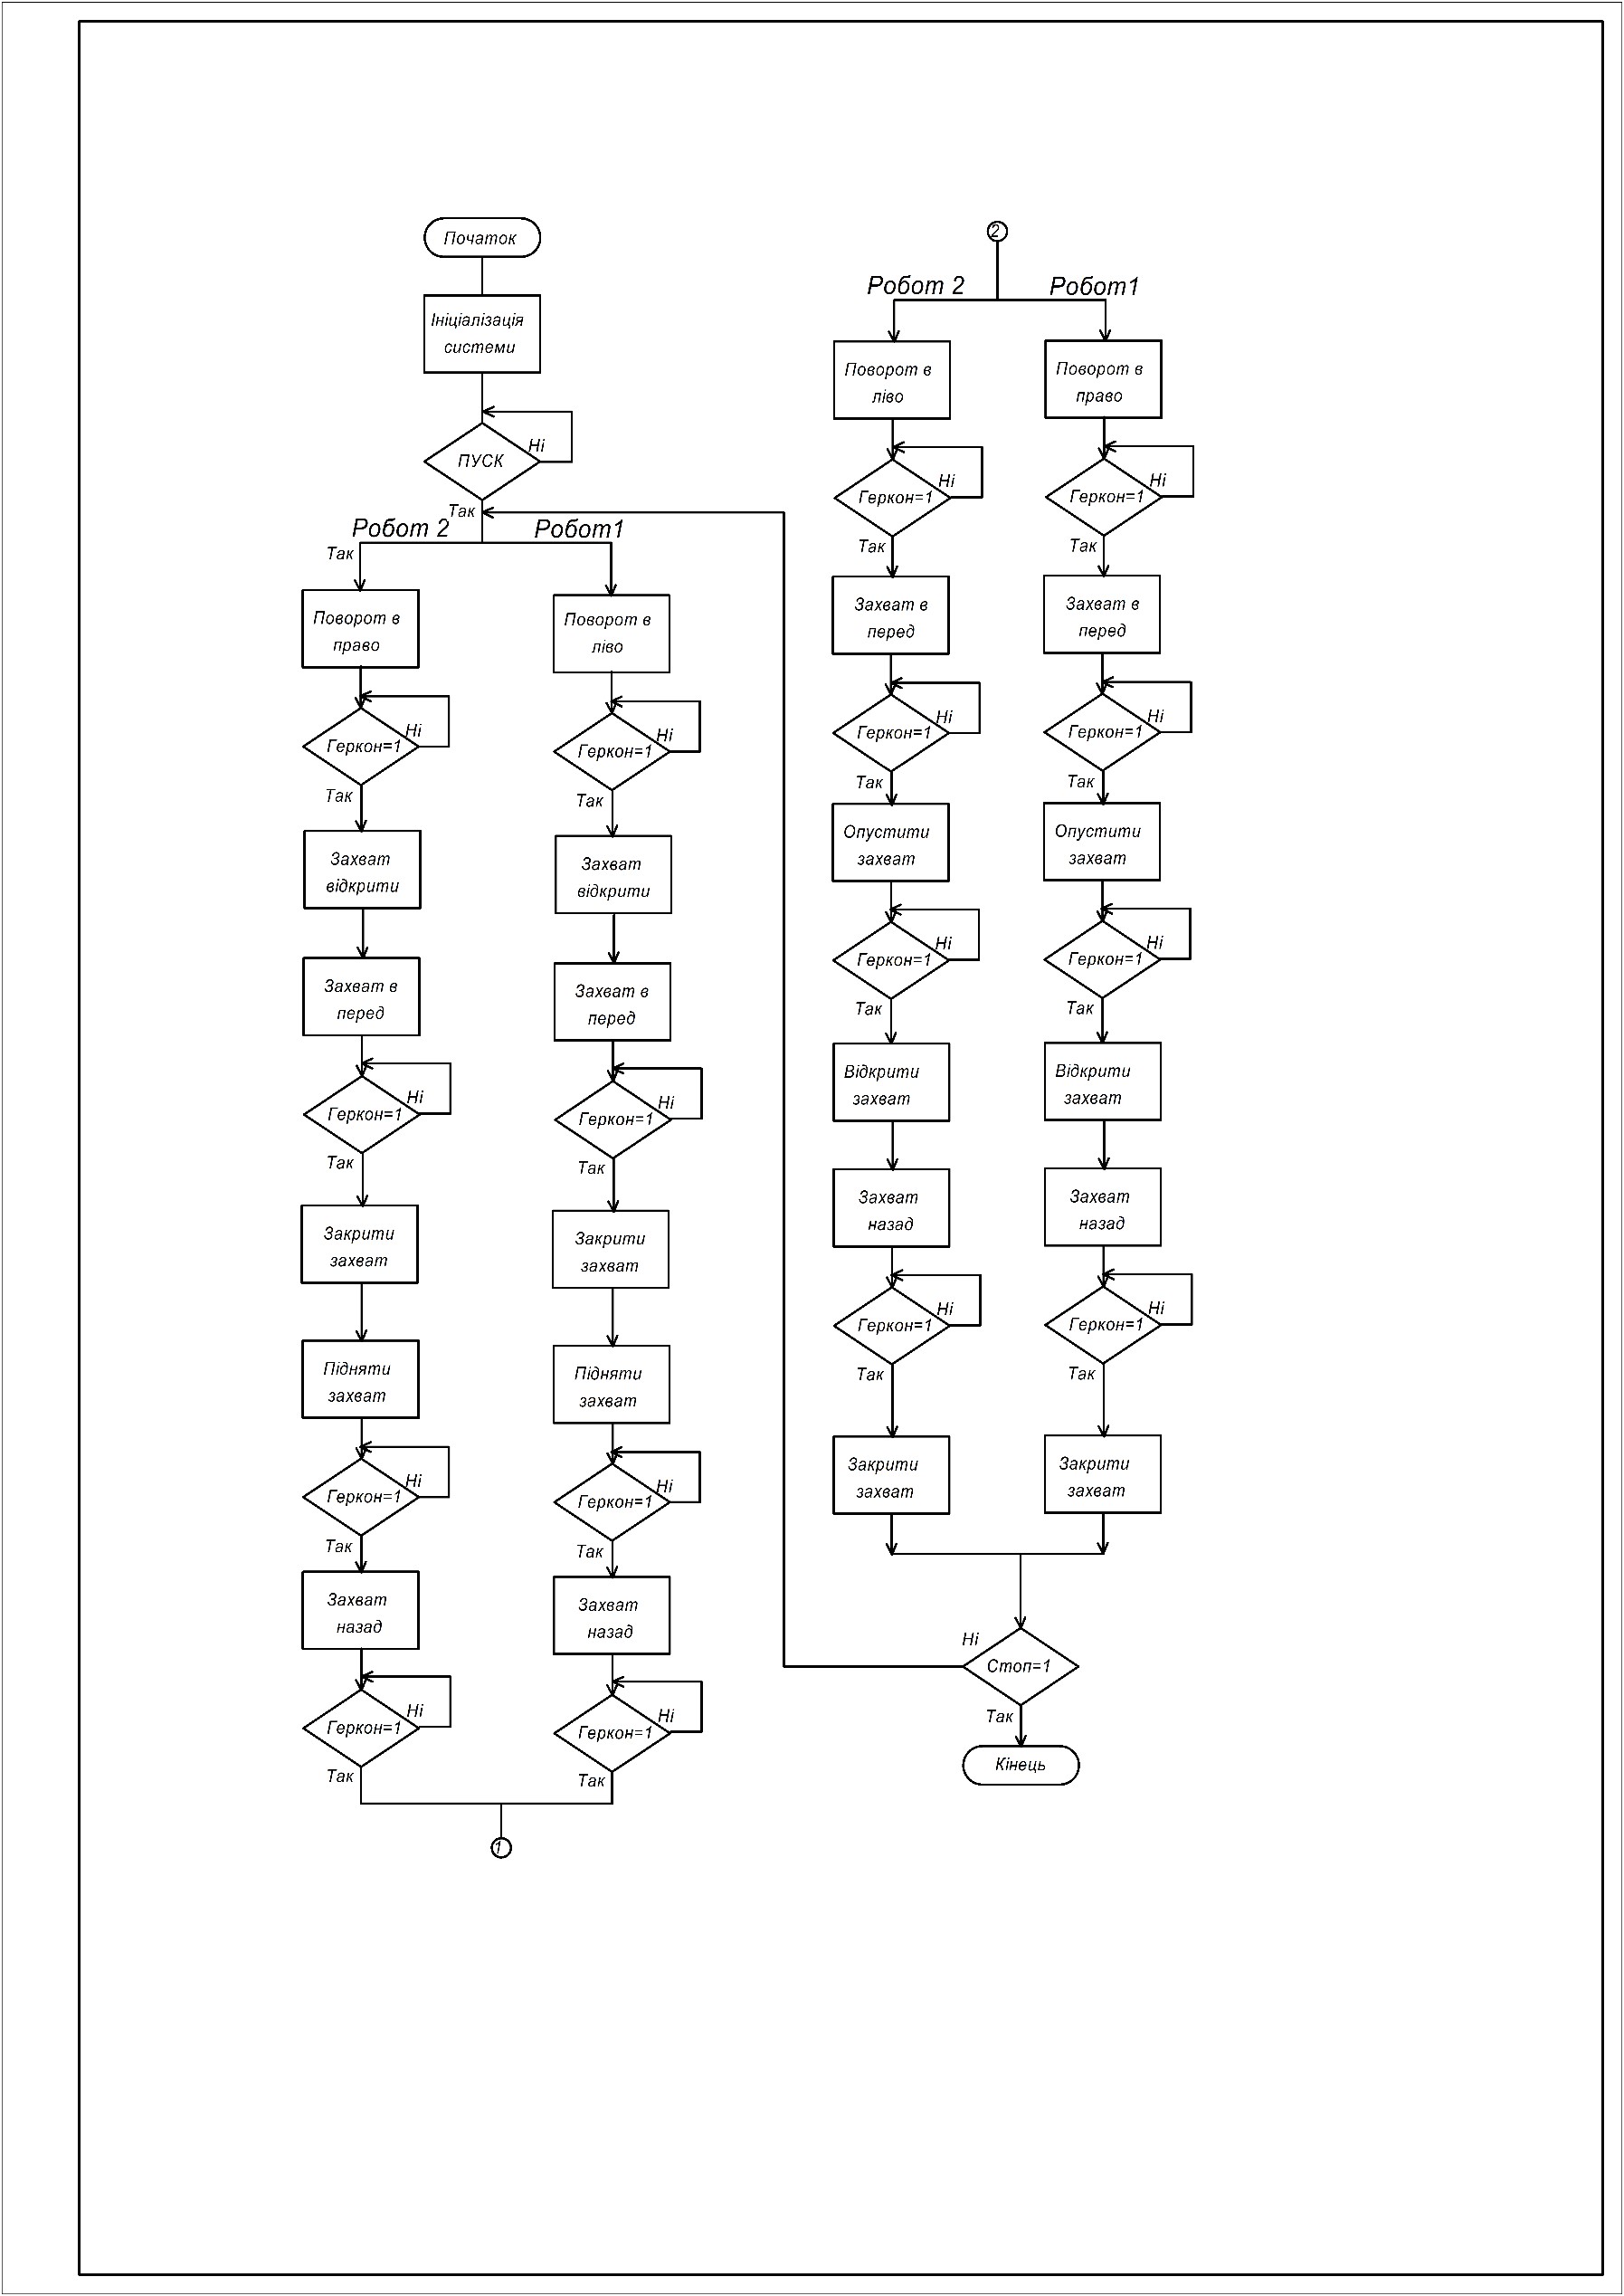 Початок
Ініціалізація
системи
ПУСК
Ні
Так
Робот 2
Робот1
Так
Поворот в
право
Геркон=1
Ні
Так
Захват
відкрити
Захват в
перед
Геркон=1
Ні
Так
Закрити
захват
Підняти
захват
Геркон=1
Ні
Так
Захват
назад
Геркон=1
Ні
Так
Поворот в
ліво
Геркон=1
Ні
Так
Захват
відкрити
Захват в
перед
Геркон=1
Ні
Так
Закрити
захват
Підняти
захват
Геркон=1
Ні
Так
Захват
назад
Геркон=1
Ні
Так
1
2
Робот 2
Робот1
Поворот в
ліво
Геркон=1
Ні
Так
Захват в
перед
Геркон=1
Ні
Так
Опустити
захват
Геркон=1
Ні
Так
Відкрити
захват
Захват
назад
Геркон=1
Ні
Так
Закрити
захват
Поворот в
право
Геркон=1
Ні
Так
Захват в
перед
Геркон=1
Ні
Так
Опустити
захват
Геркон=1
Ні
Так
Відкрити
захват
Захват
назад
Геркон=1
Ні
Так
Закрити
захват
Ні
Стоп=1
Так
Кінець